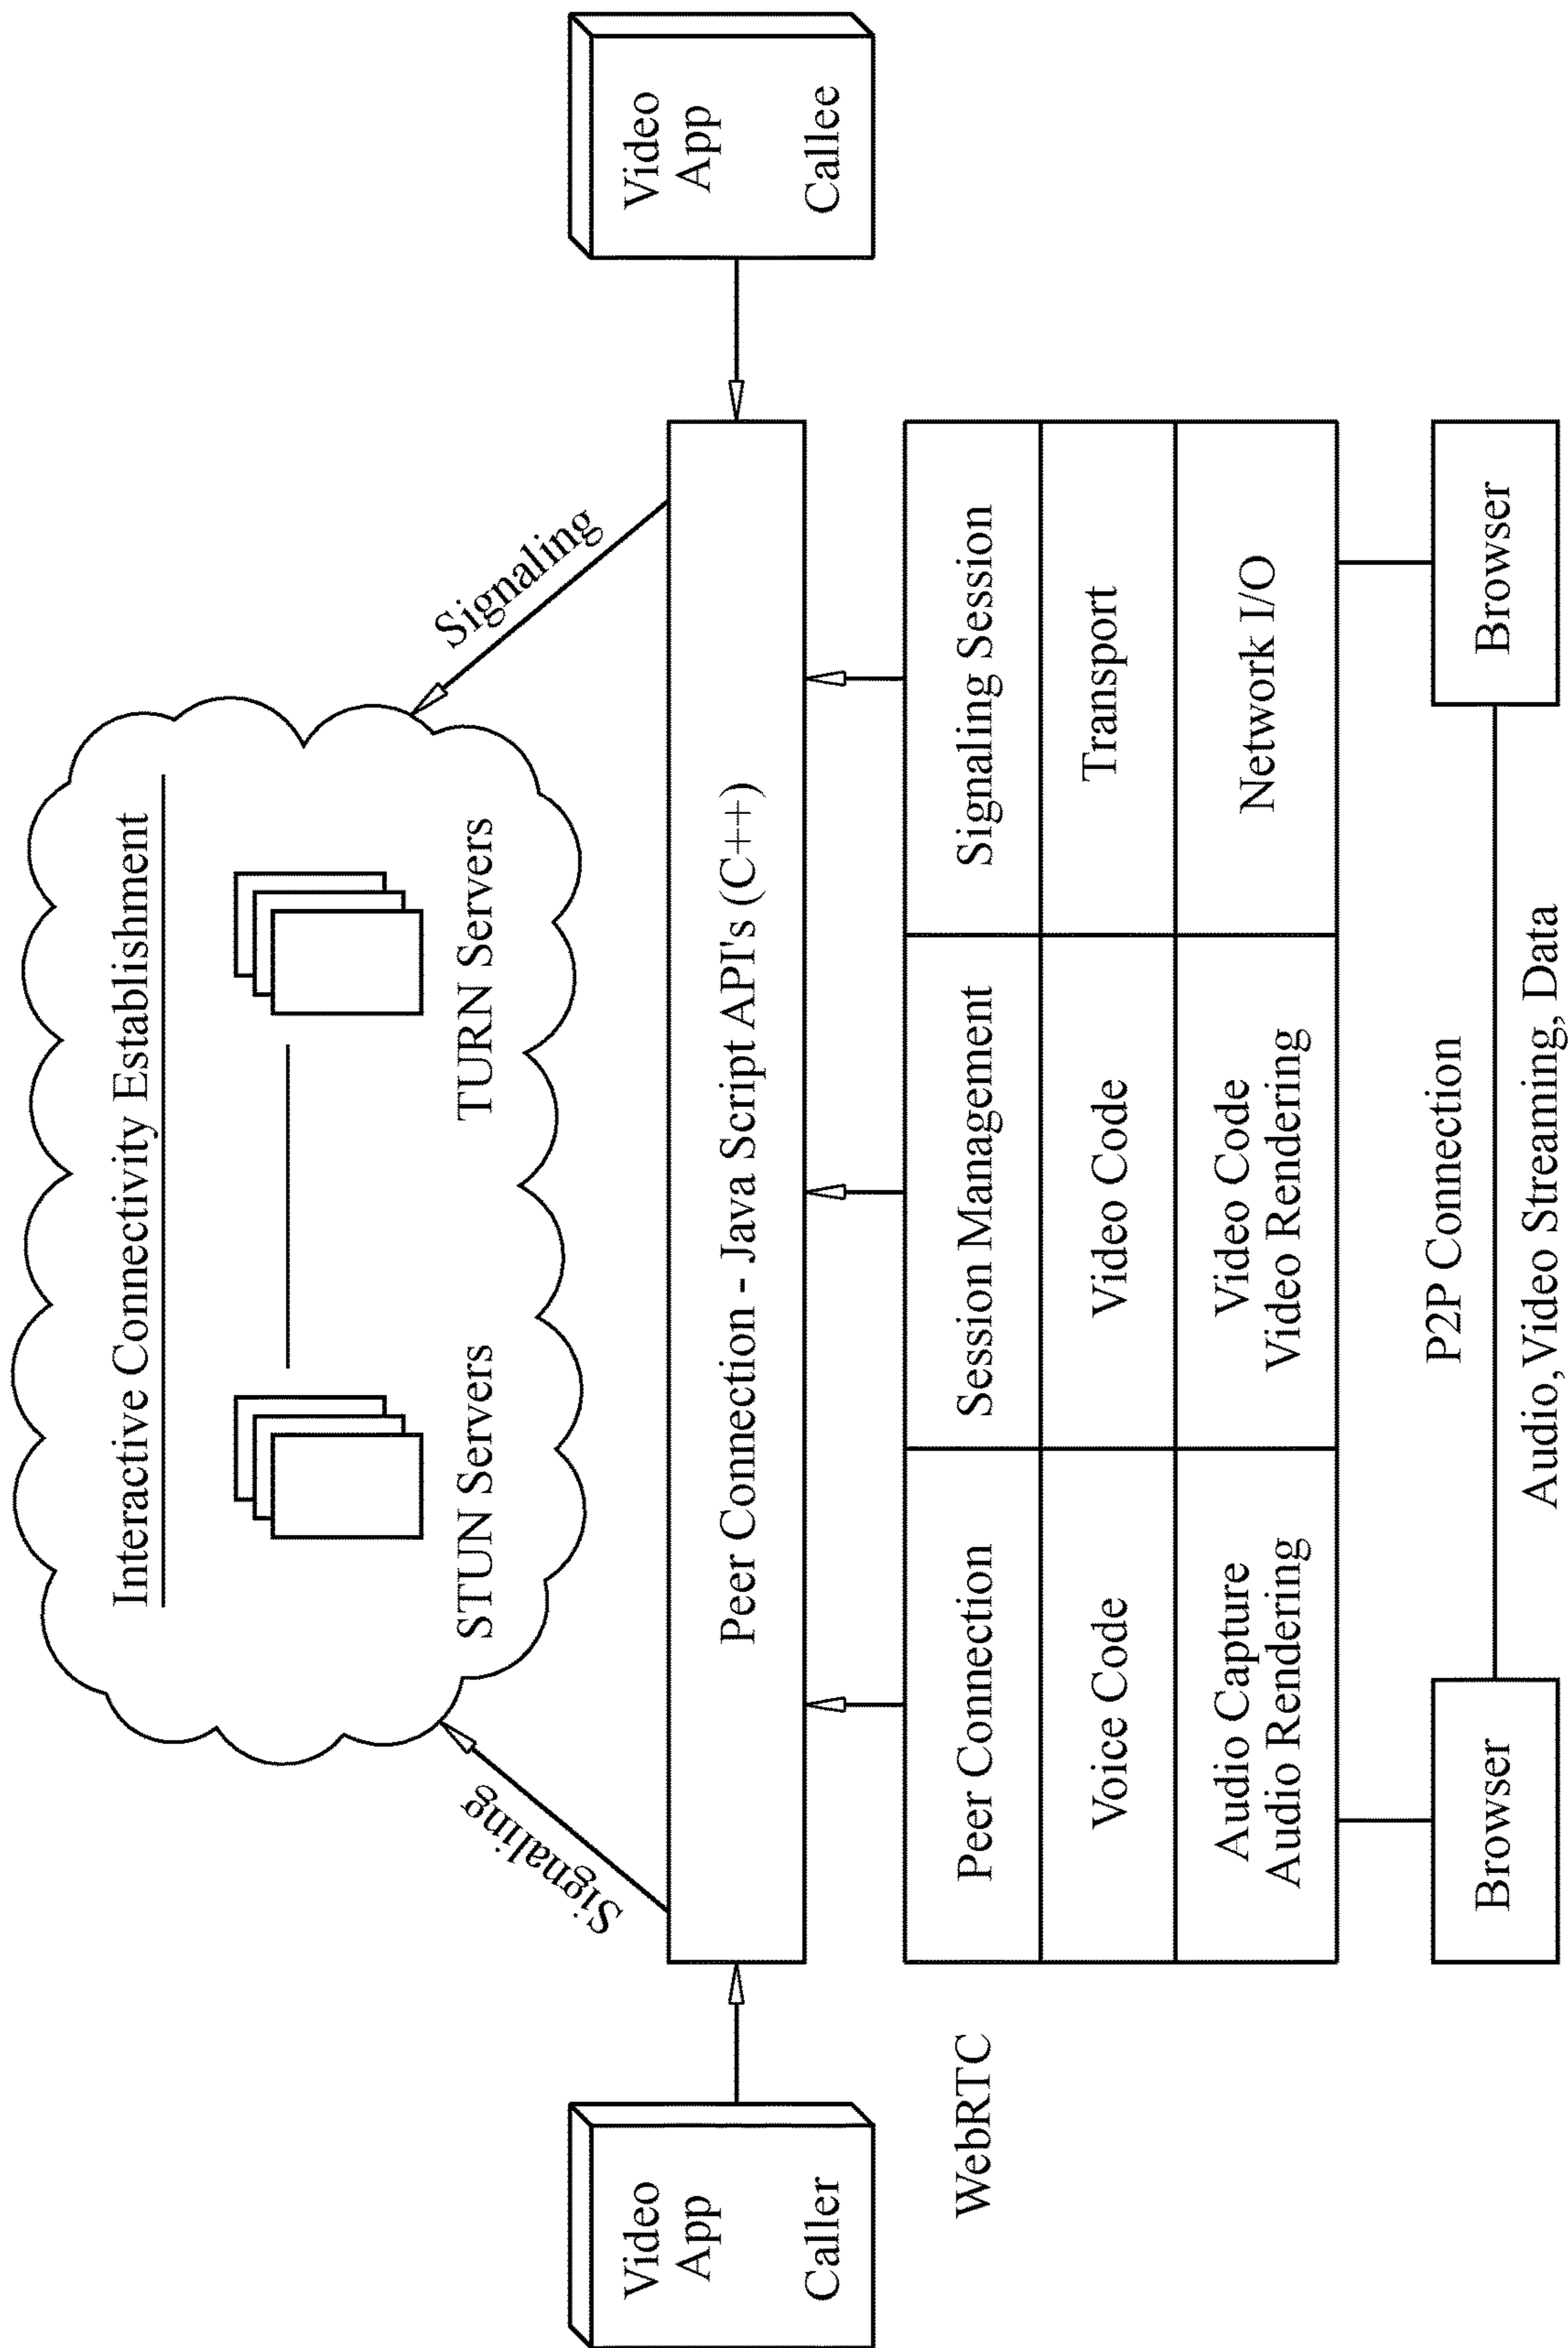 Interactive Connectivity Establishment
STUN Servers
TURN Servers
Signaling
Signaling
Video
App
Caller
Peer Connection - Java Script API's (C++)
Video
App
Callee
WebRTC
Peer Connection
Session Management
Signaling Session
Voice Code
Video Code
Transport
Audio Capture
Audio Rendering
Video Code
Video Rendering
Network I/O
Browser
P2P Connection
Browser
Audio, Video Streaming, Data